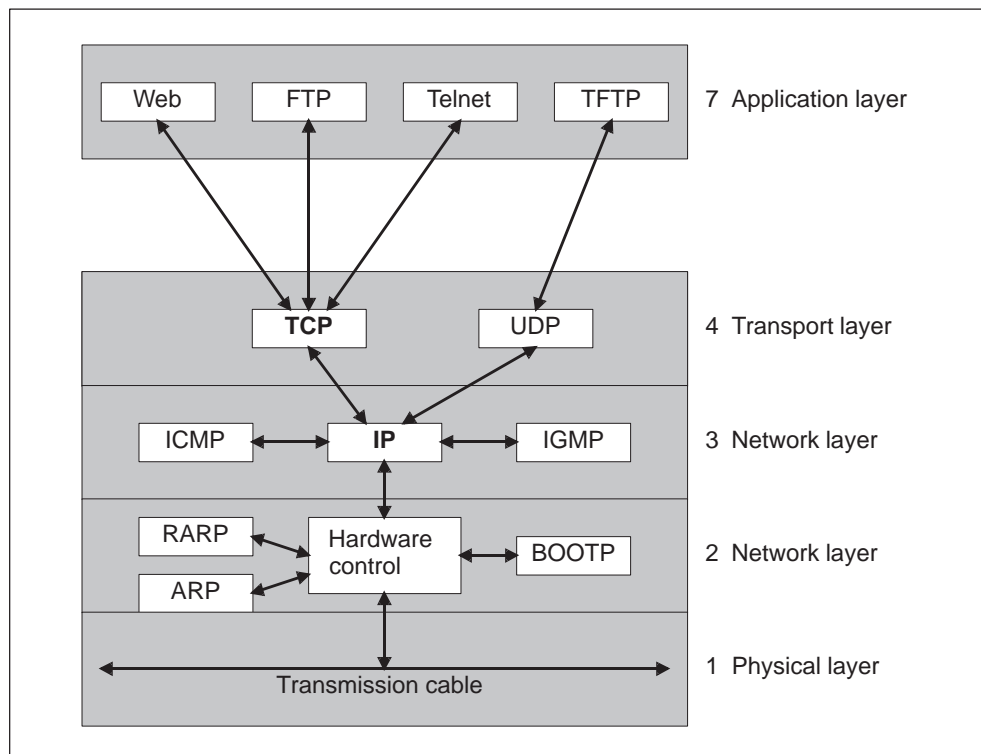 Web FTP Telnet TFTP 7 Application layer
TCP UDP 4 Transport layer
ICMP IP IGMP 3 Network layer
RARP
Hardware
control
BOOTP 2 Network layer
ARP
1 Physical layer
Transmission cable